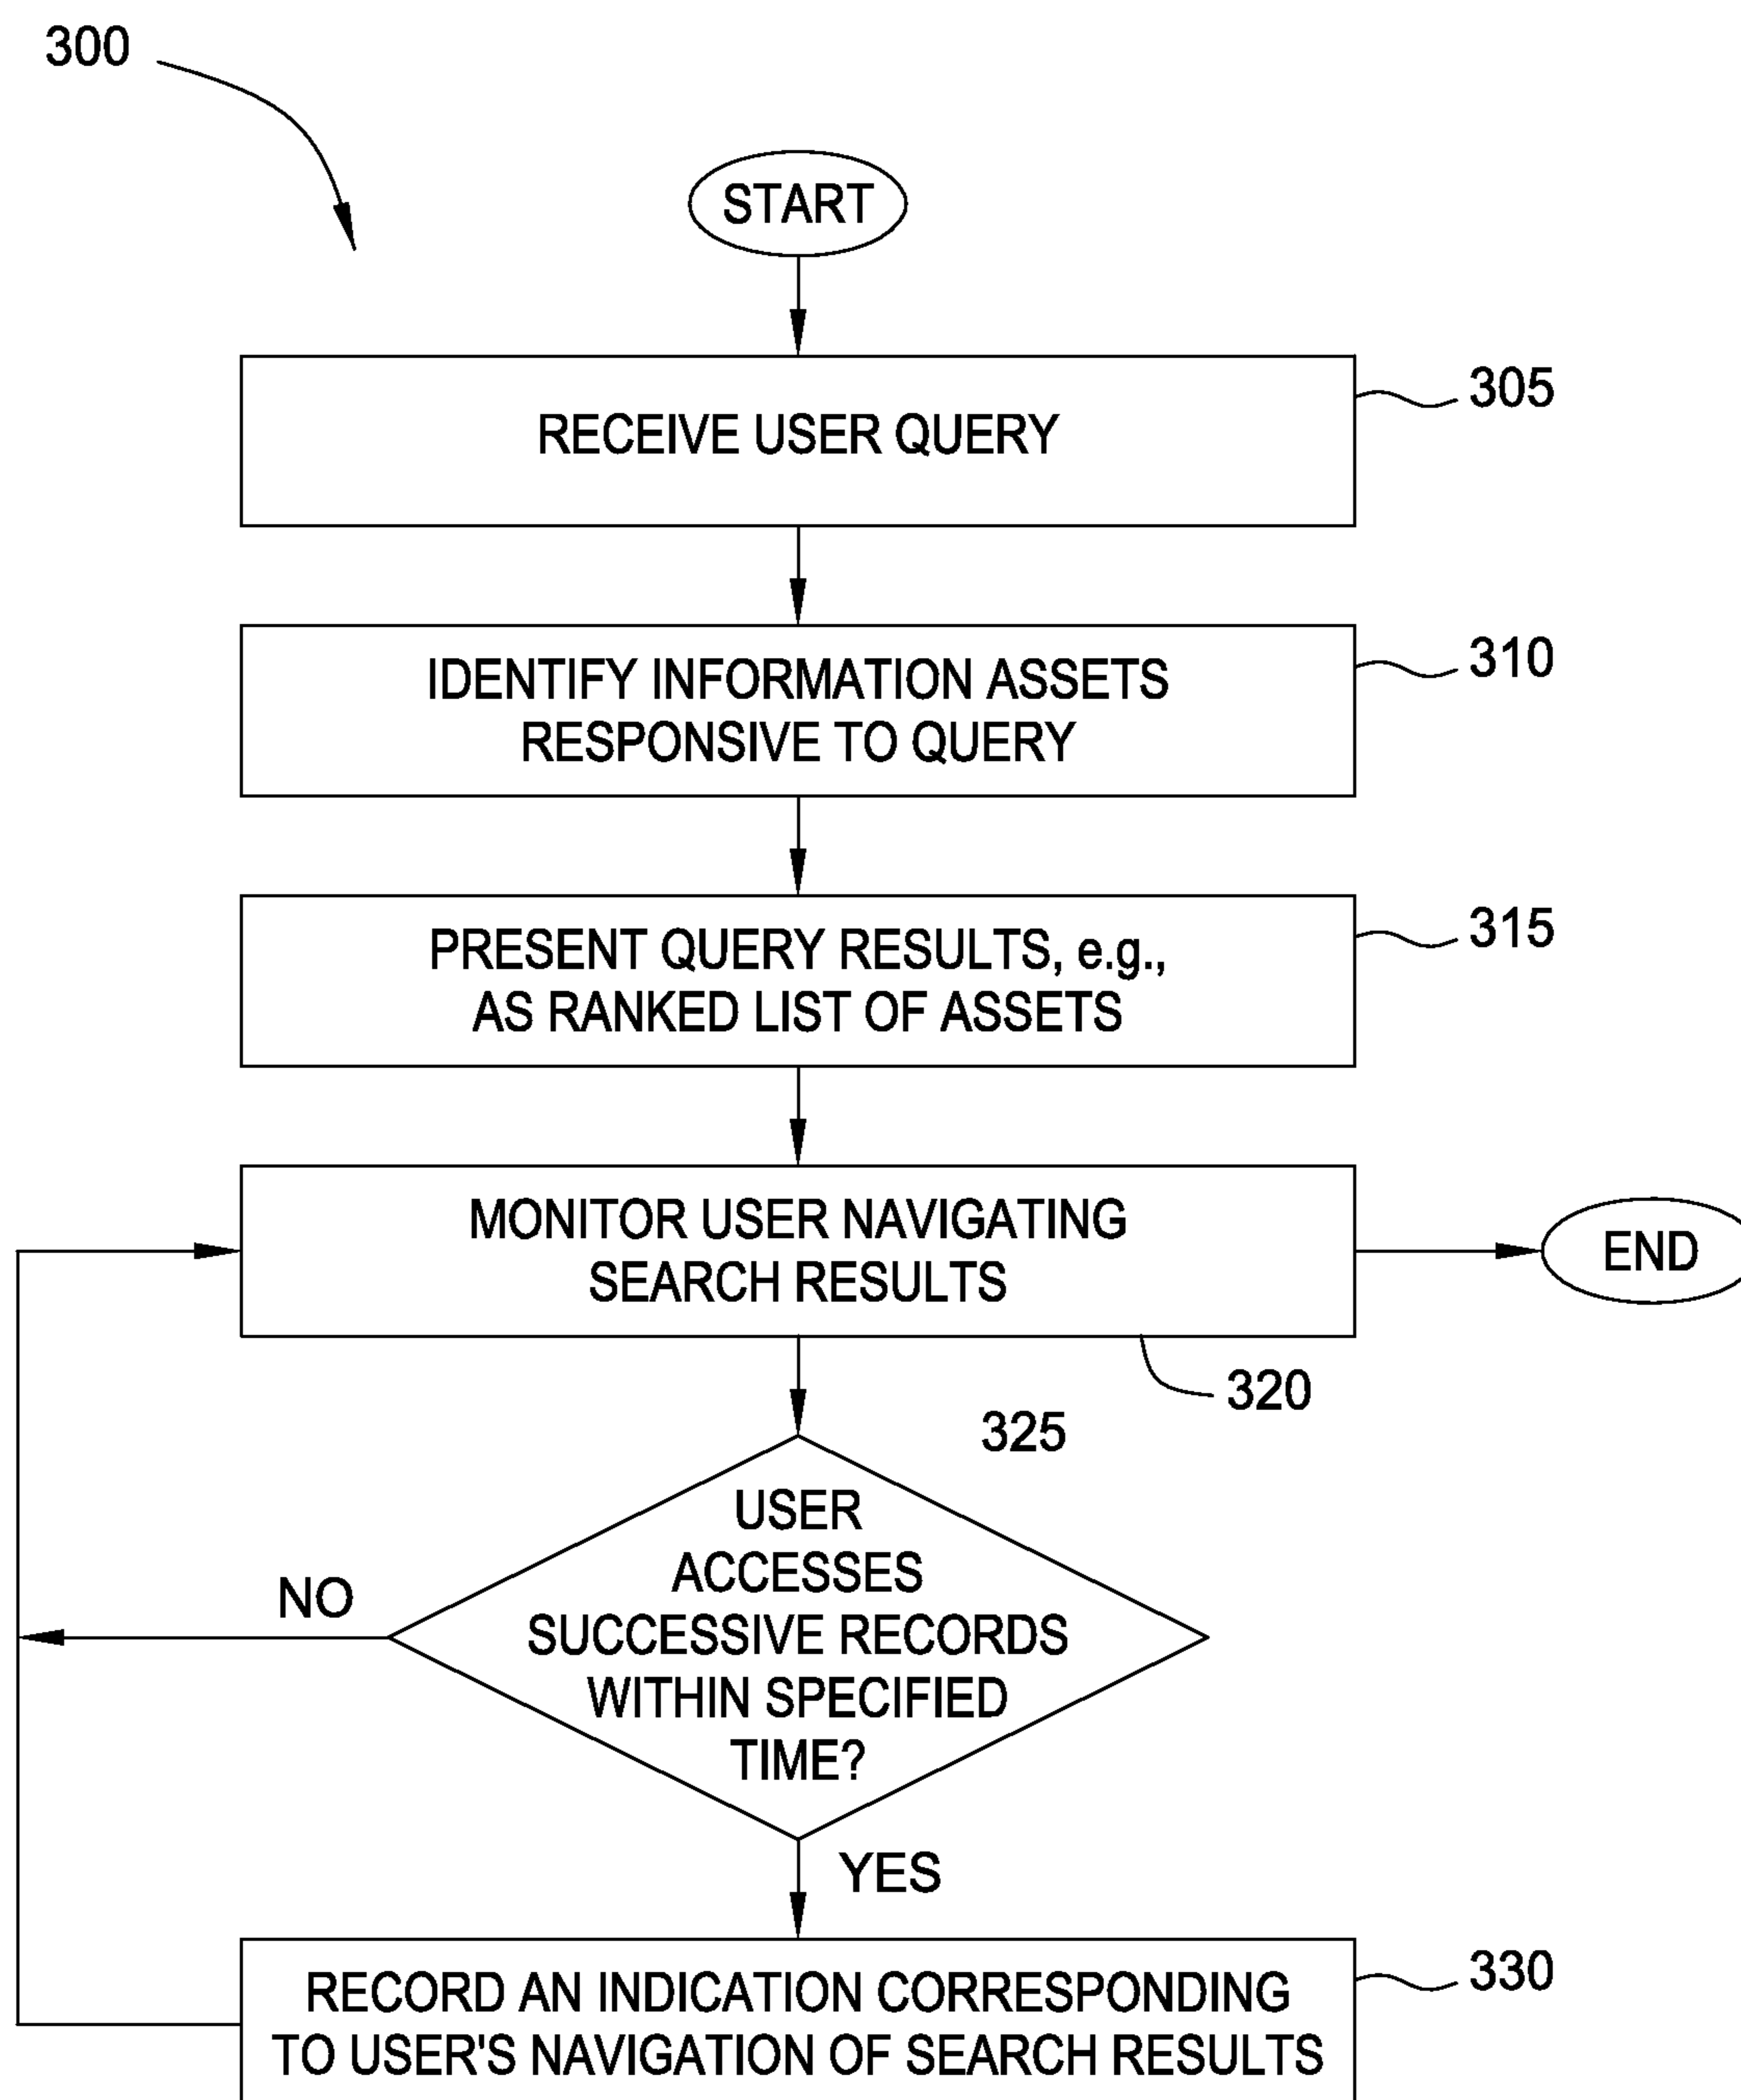 300
START
RECEIVE USER QUERY
305
IDENTIFY INFORMATION ASSETS
RESPONSIVE TO QUERY
310
PRESENT QUERY RESULTS, e.g.,
AS RANKED LIST OF ASSETS
315
MONITOR USER NAVIGATING
SEARCH RESULTS
END
320
325
USER
ACCESSES
SUCCESSIVE RECORDS
WITHIN SPECIFIED
TIME?
NO
YES
RECORD AN INDICATION CORRESPONDING
TO USER'S NAVIGATION OF SEARCH RESULTS
330